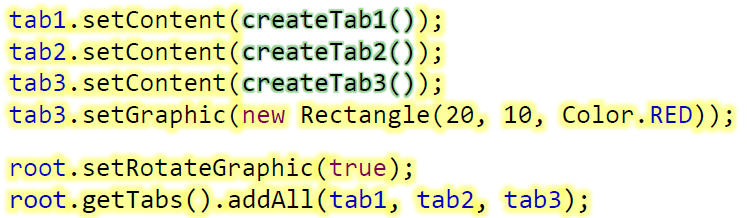 tab1.setContent(createTab1());
tab2.setContent(createTab2());
tab3.setContent(createTab3());
tab3.setGraphic(new Rectangle(20, 10, Color.RED));
root.setRotateGraphic(true);
root.getTabs().addAll(tab1, tab2, tab3);